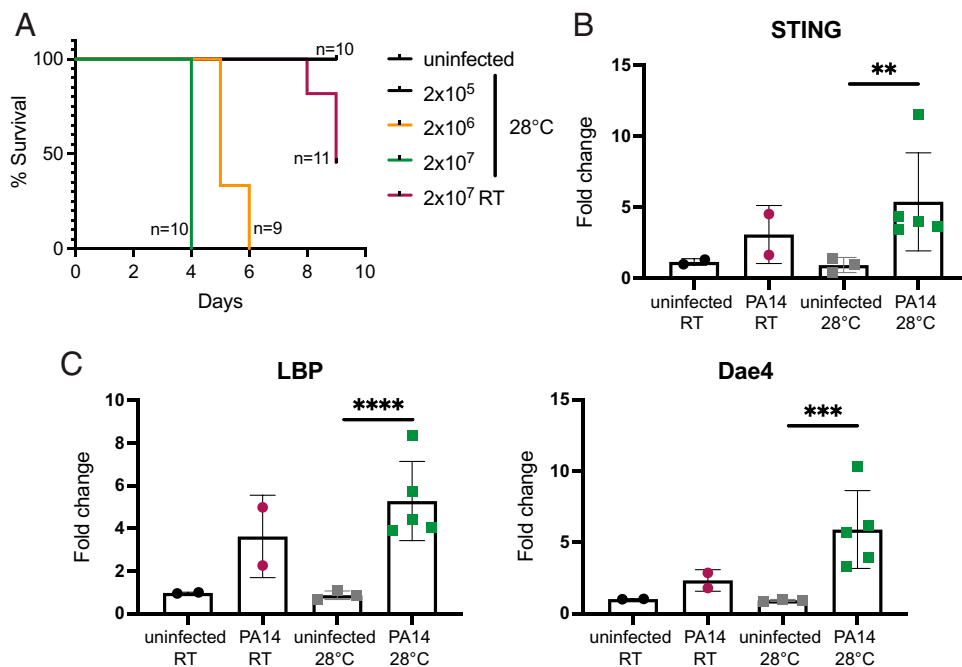 A
% Survival
100
50
0
0 2 4 6 8 10
Days
n=10
n=11
n=10
n=9
uninfected
2x10⁵
2x10⁶
2x10⁷
2x10⁷ RT
28°C
B
STING
Fold change
15
10
5
0
**
uninfected RT
PA14 RT
uninfected 28°C
PA14 28°C
C
LBP
Fold change
10
8
6
4
2
0
****
uninfected RT
PA14 RT
uninfected 28°C
PA14 28°C
Dae4
Fold change
15
10
5
0
***
uninfected RT
PA14 RT
uninfected 28°C
PA14 28°C